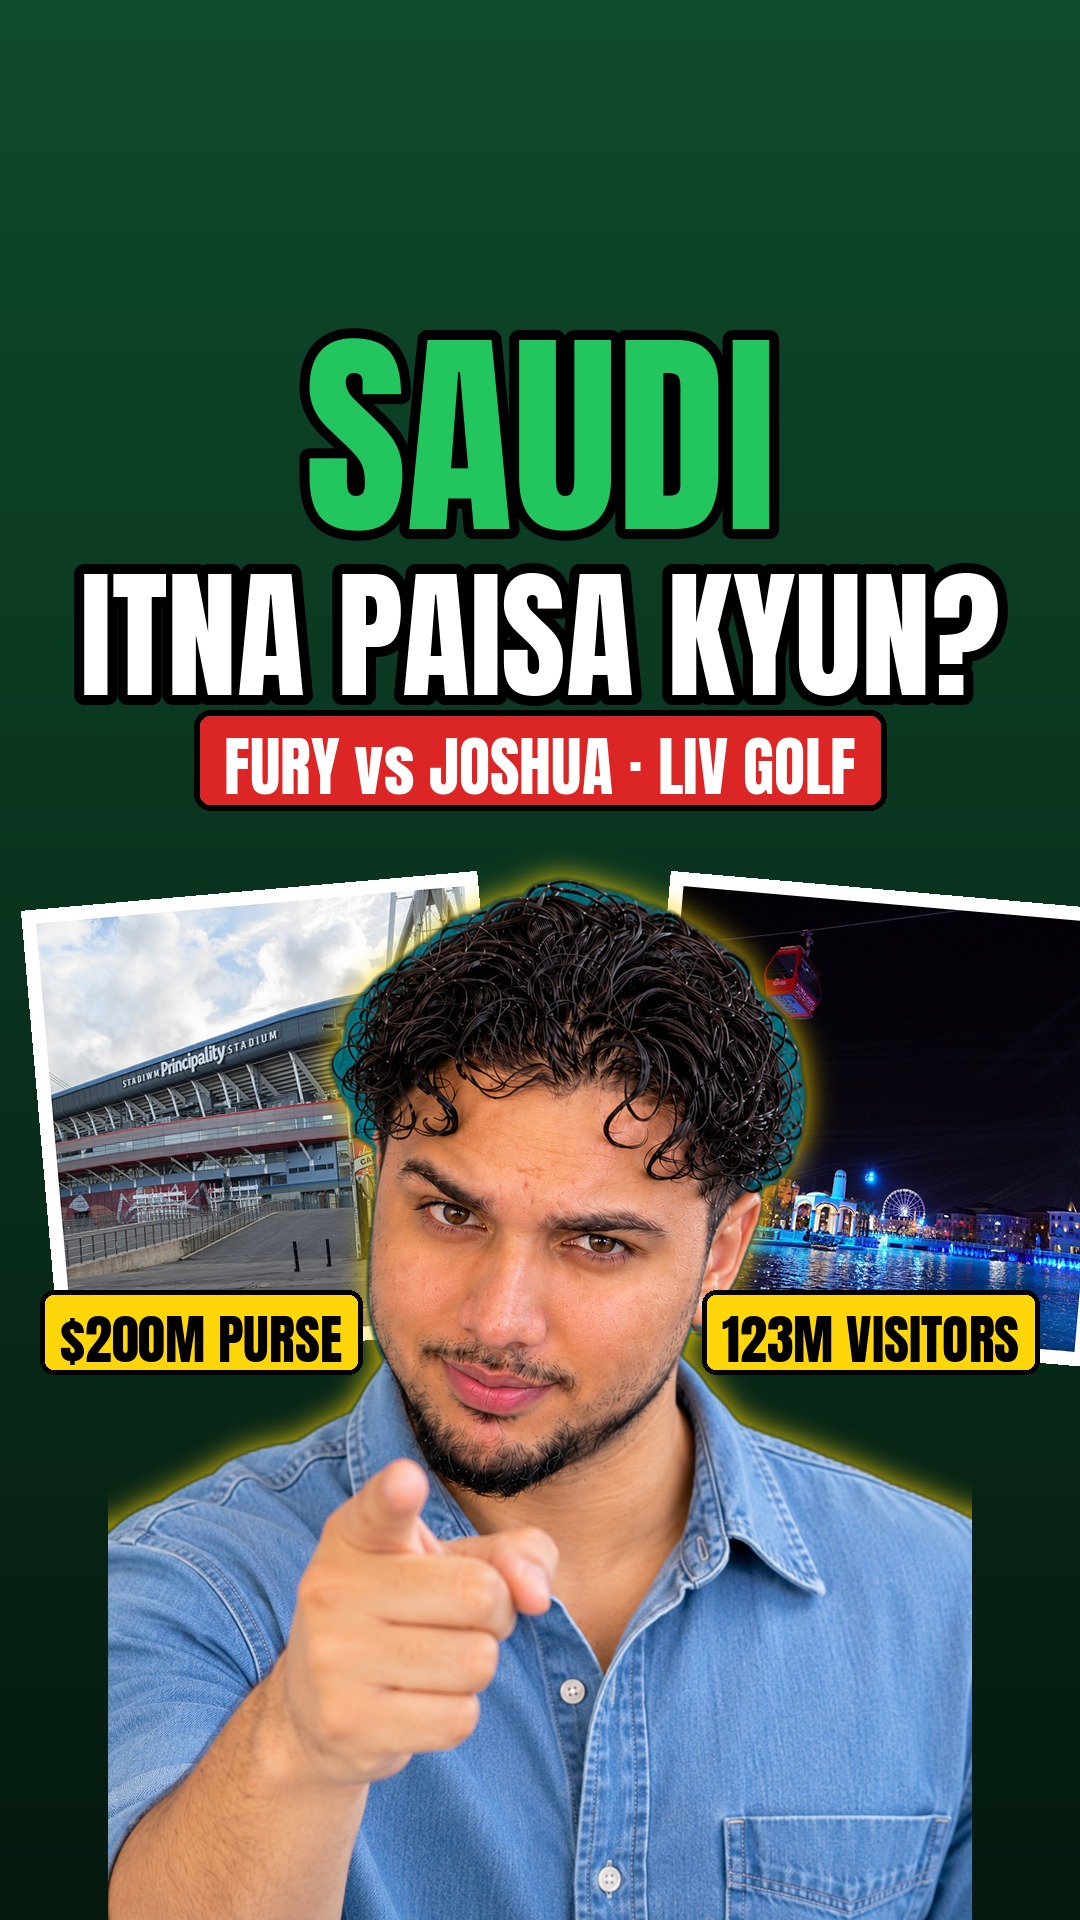 SAUDI
ITNA PAISA KYUN?
FURY vs JOSHUA · LIV GOLF
STADIWM Principality STADIUM
$200M PURSE
123M VISITORS